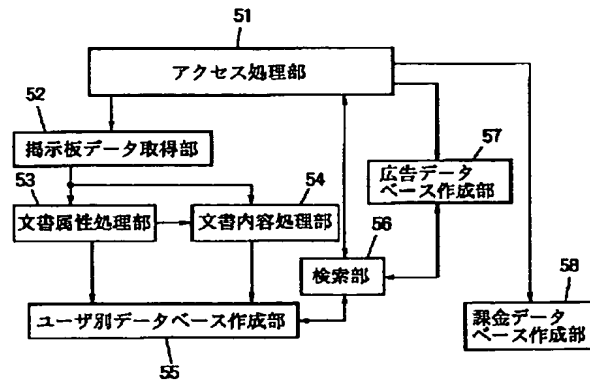 51
アクセス処理部
52
掲示板データ取得部
57
広告データ
ベース作成部
53
文書属性処理部
54
文書内容処理部
56
検索部
58
課金データ
ベース作成部
ユーザ別データベース作成部
55